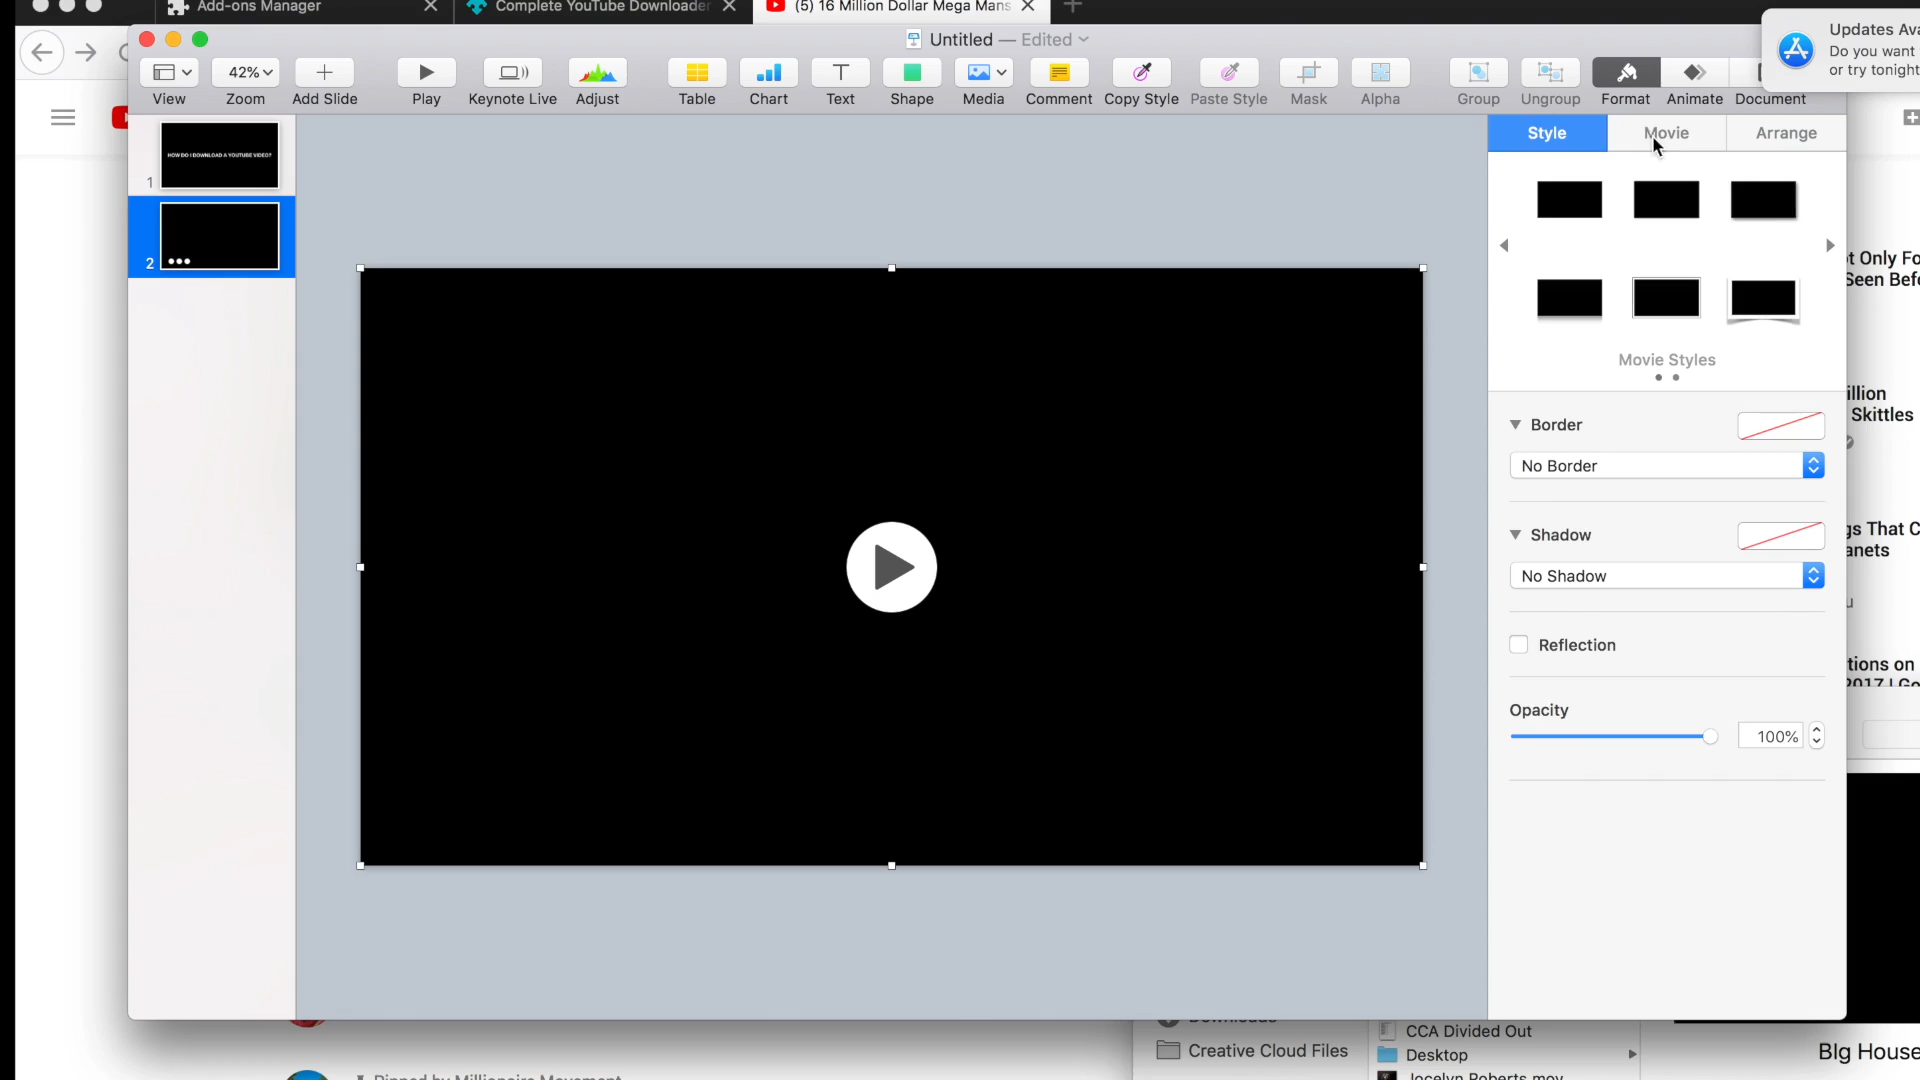 Add-ons Manager
Complete YouTube Downloader
(5) 16 Million Dollar Mega Mans
Untitled — Edited
Updates Ava
Do you want
or try tonight
42%
View
Zoom
Add Slide
Play
Keynote Live
Adjust
Table
Chart
Text
Shape
Media
Comment
Copy Style
Paste Style
Mask
Alpha
Group
Ungroup
Format
Animate
Document
Style
Movie
Arrange
HOW DO I DOWNLOAD A YOUTUBE VIDEO?
1
2
Movie Styles
Border
No Border
Shadow
No Shadow
Reflection
Opacity
100%
t Only Fo
Seen Befo
illion
Skittles
gs That C
anets
u
tions on
CCA Divided Out
Creative Cloud Files
Desktop
BIg House